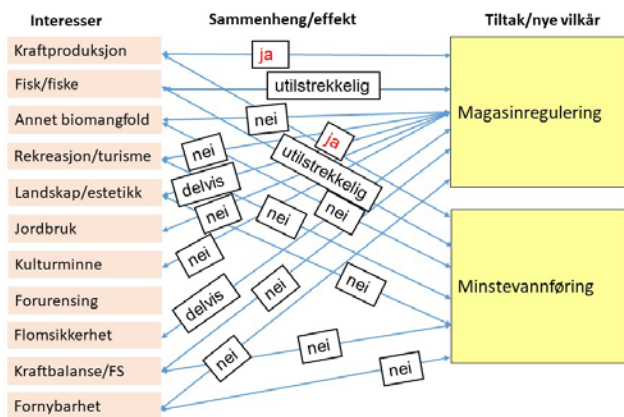 Interesser Sammenheng/effekt Tiltak/nye vilkår
Kraftproduksjon
Fisk/fiske
Annet biomangfold
Rekreasjon/turisme
Landskap/estetikk
Jordbruk
Kulturminne
Forurensing
Flomsikkerhet
Kraftbalanse/FS
Fornybarhet
ja
utilstrekkelig
nei
ja
nei
utilstrekkelig
delvis
nei
nei
nei
nei
delvis
nei
nei
nei
nei
nei
Magasinregulering
Minstevannføring